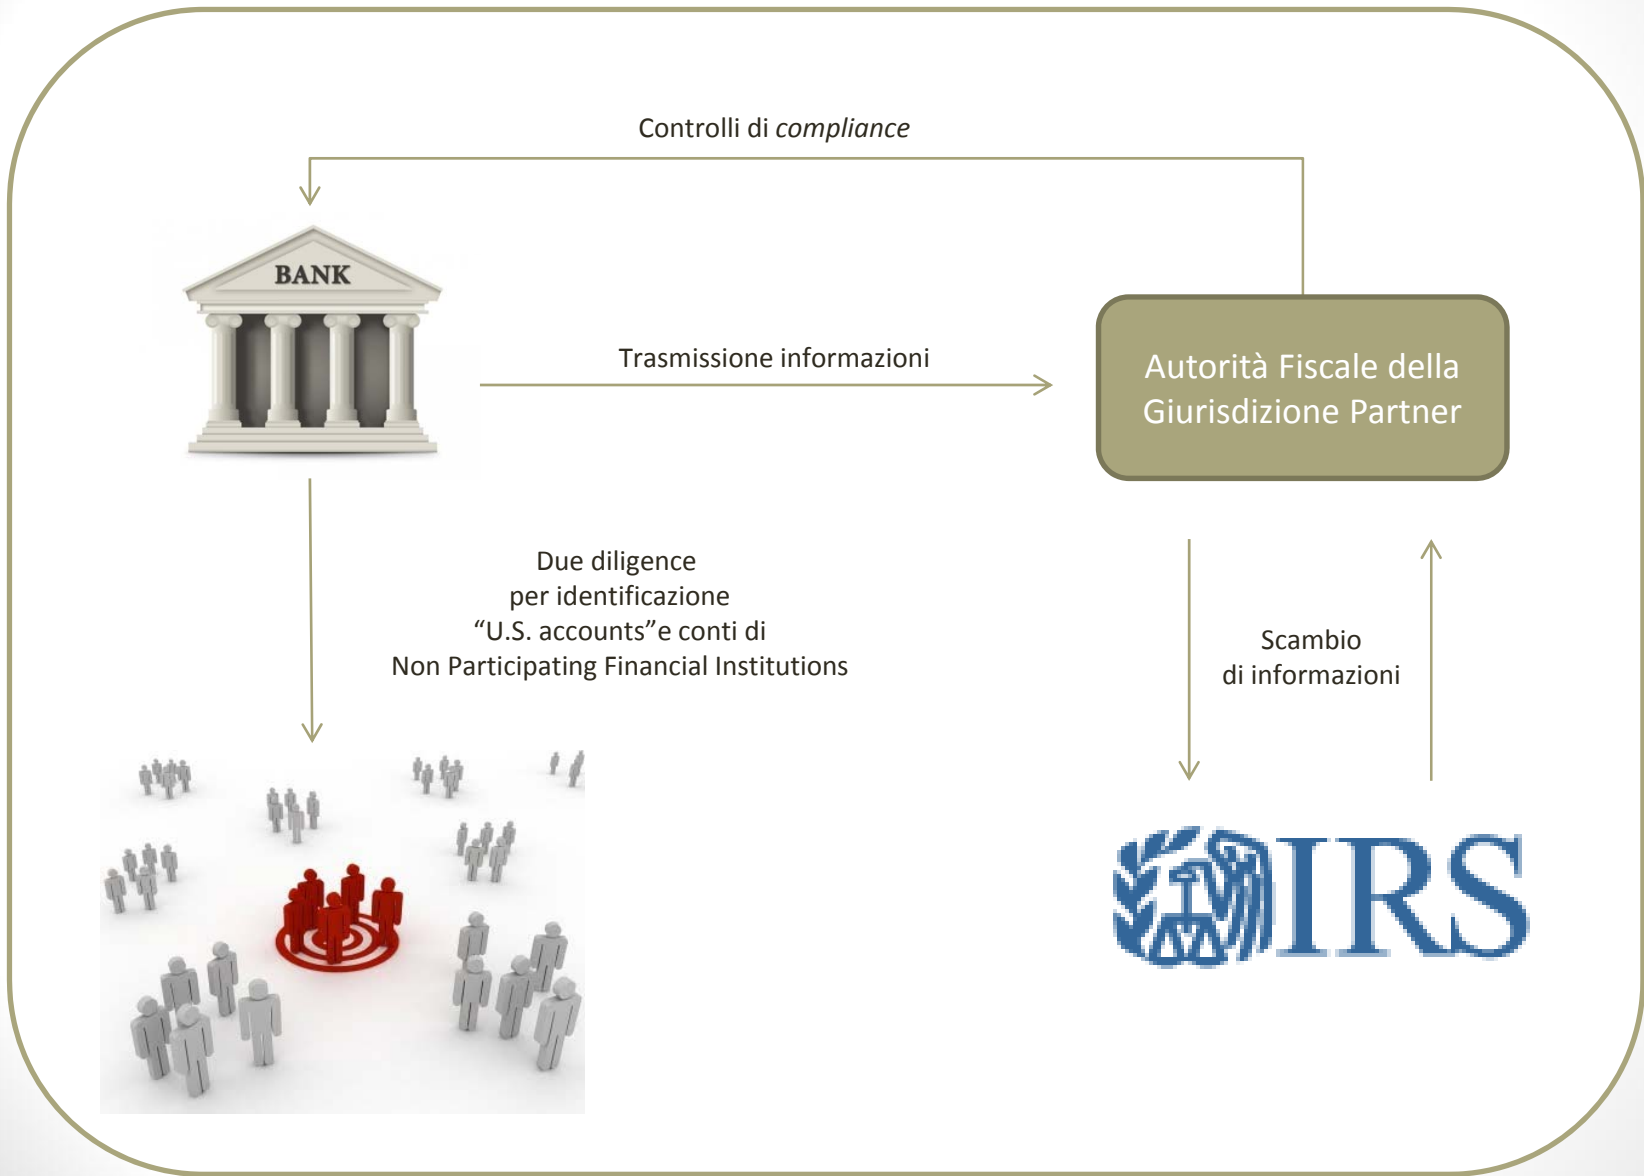 Controlli di compliance
BANK
Trasmissione informazioni
Autorità Fiscale della
Giurisdizione Partner
Due diligence
per identificazione
“U.S. accounts”e conti di
Non Participating Financial Institutions
Scambio
di informazioni
IRS